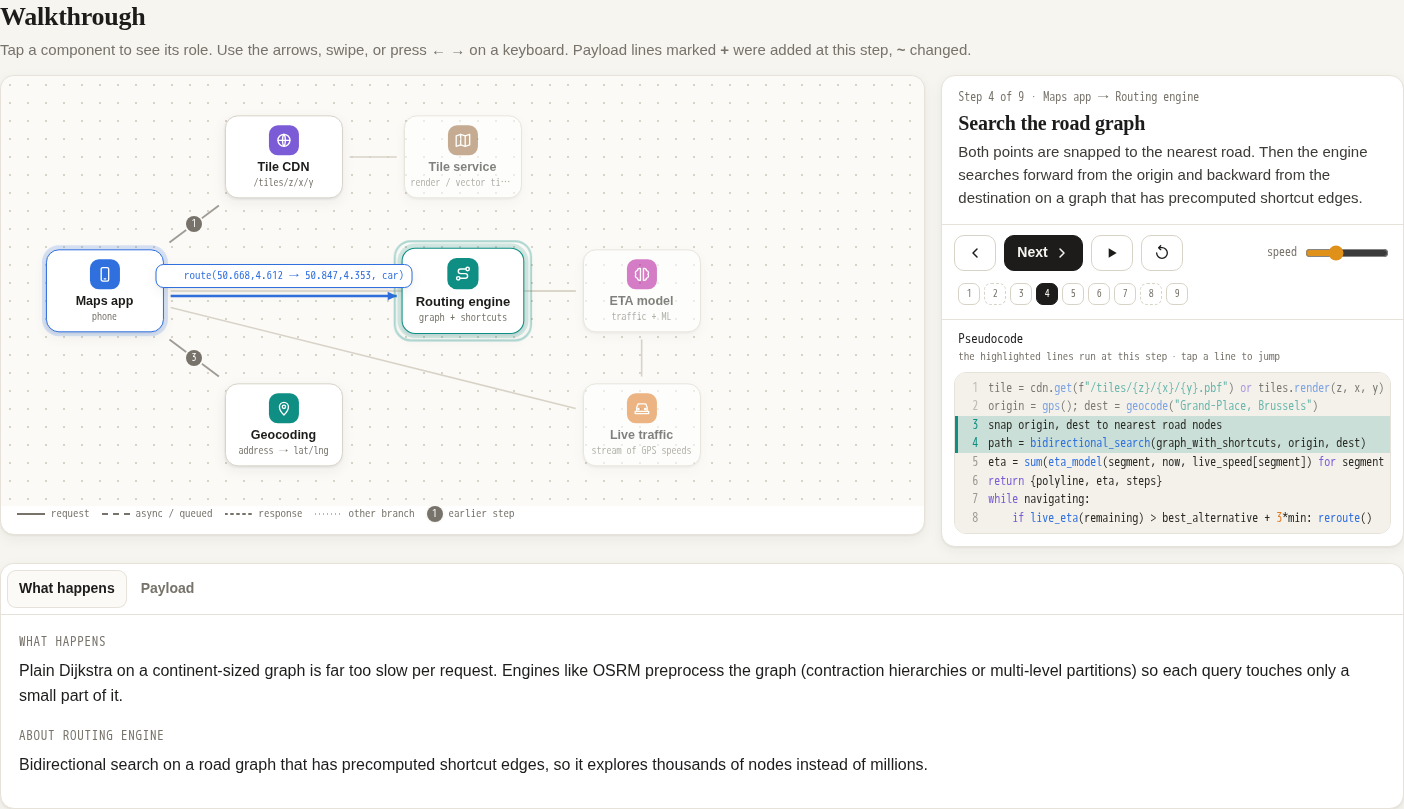 Walkthrough
Tap a component to see its role. Use the arrows, swipe, or press ← → on a keyboard. Payload lines marked + were added at this step, ~ changed.
Tile CDN
/tiles/z/x/y
Tile service
render / vector ti…
1
Maps app
phone
route(50.668,4.612 → 50.847,4.353, car)
Routing engine
graph + shortcuts
ETA model
traffic + ML
3
Geocoding
address → lat/lng
Live traffic
stream of GPS speeds
request
async / queued
response
other branch
1 earlier step
Step 4 of 9 · Maps app → Routing engine
Search the road graph
Both points are snapped to the nearest road. Then the engine
searches forward from the origin and backward from the
destination on a graph that has precomputed shortcut edges.
Next
speed
1 2 3 4 5 6 7 8 9
Pseudocode
the highlighted lines run at this step · tap a line to jump
1 tile = cdn.get(f"/tiles/{z}/{x}/{y}.pbf") or tiles.render(z, x, y)
2 origin = gps(); dest = geocode("Grand-Place, Brussels")
3 snap origin, dest to nearest road nodes
4 path = bidirectional_search(graph_with_shortcuts, origin, dest)
5 eta = sum(eta_model(segment, now, live_speed[segment]) for segment
6 return {polyline, eta, steps}
7 while navigating:
8 if live_eta(remaining) > best_alternative + 3*min: reroute()
What happens
Payload
WHAT HAPPENS
Plain Dijkstra on a continent-sized graph is far too slow per request. Engines like OSRM preprocess the graph (contraction hierarchies or multi-level partitions) so each query touches only a
small part of it.
ABOUT ROUTING ENGINE
Bidirectional search on a road graph that has precomputed shortcut edges, so it explores thousands of nodes instead of millions.